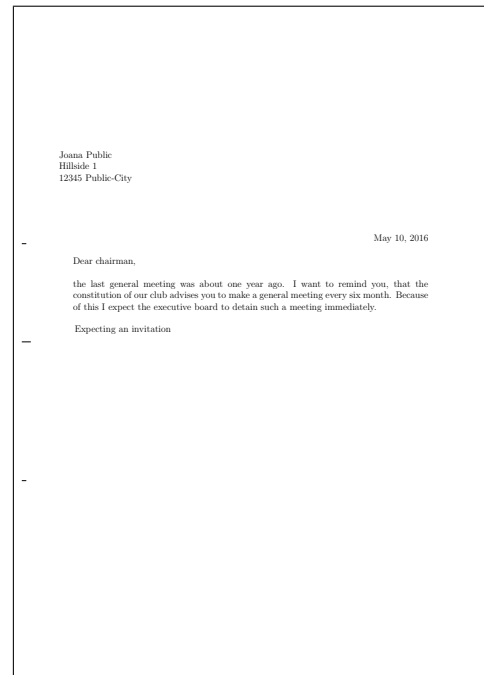 Joana Public
Hillside 1
12345 Public-City
May 10, 2016
Dear chairman,
the last general meeting was about one year ago. I want to remind you, that the
constitution of our club advises you to make a general meeting every six month. Because
of this I expect the executive board to detain such a meeting immediately.
Expecting an invitation